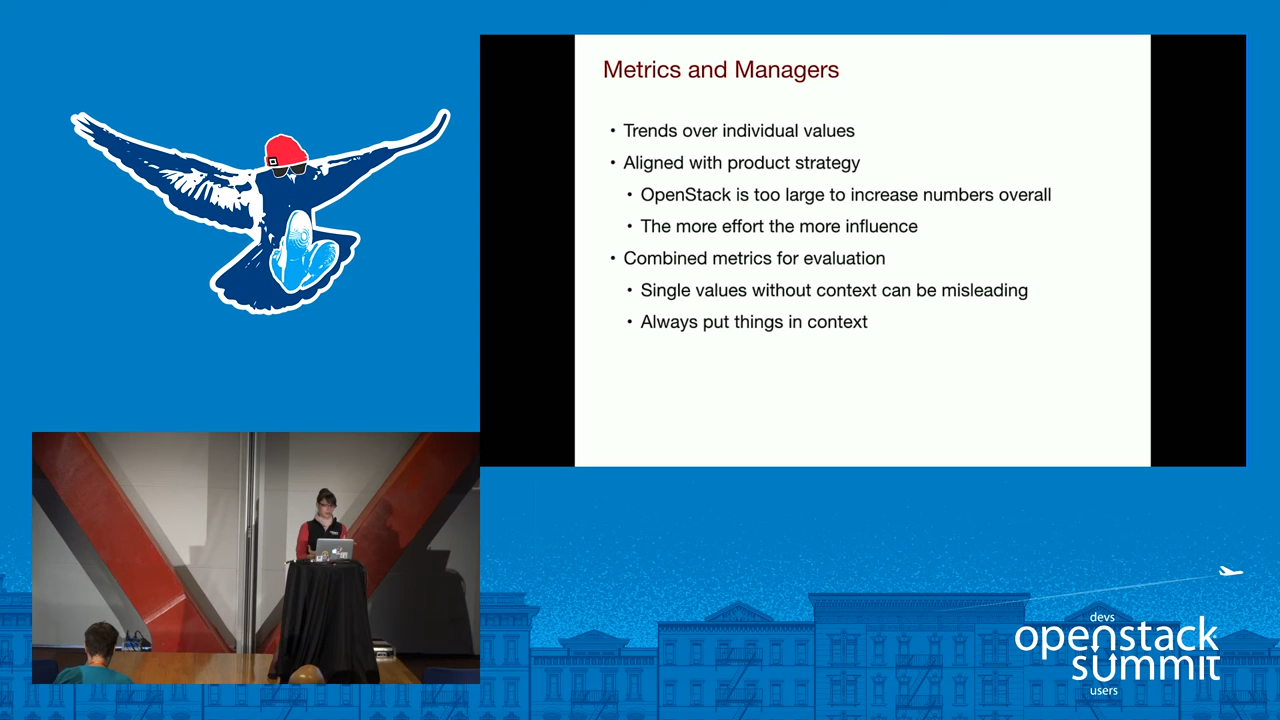 Metrics and Managers
• Trends over individual values
• Aligned with product strategy
• OpenStack is too large to increase numbers overall
• The more effort the more influence
• Combined metrics for evaluation
• Single values without context can be misleading
• Always put things in context
devs
openstack
summit
users